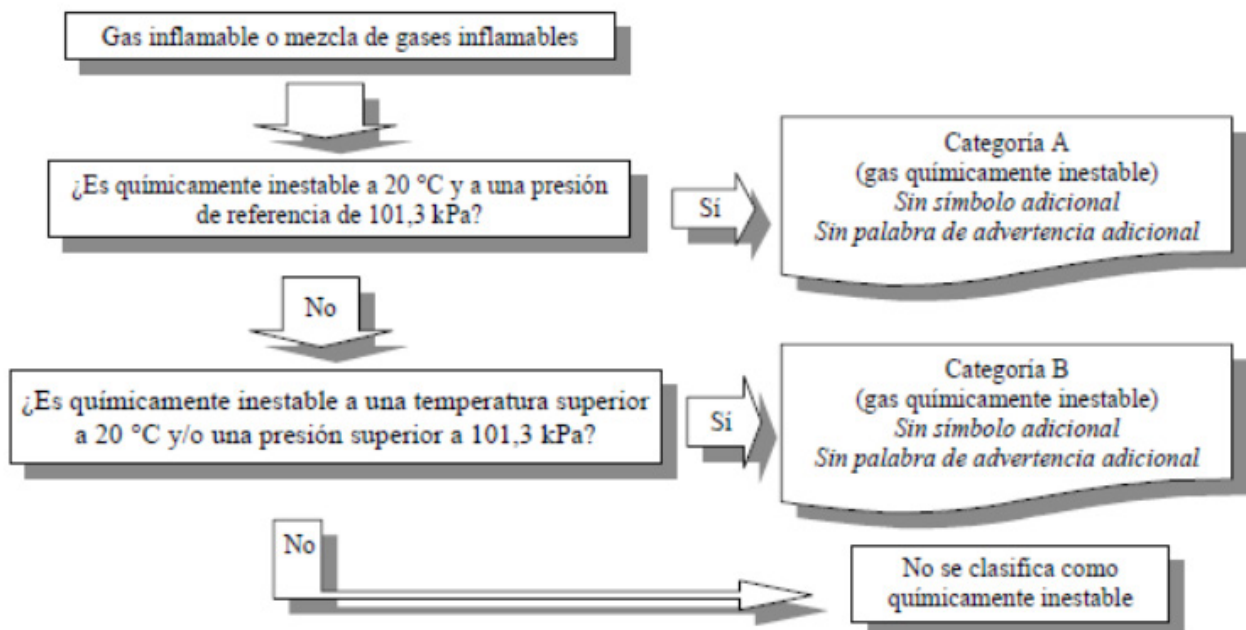 Gas inflamable o mezcla de gases inflamables
¿Es químicamente inestable a 20 °C y a una presión
de referencia de 101,3 kPa?
Sí
Categoría A
(gas químicamente inestable)
Sin símbolo adicional
Sin palabra de advertencia adicional
No
¿Es químicamente inestable a una temperatura superior
a 20 °C y/o una presión superior a 101,3 kPa?
Sí
Categoría B
(gas químicamente inestable)
Sin símbolo adicional
Sin palabra de advertencia adicional
No
No se clasifica como
químicamente inestable